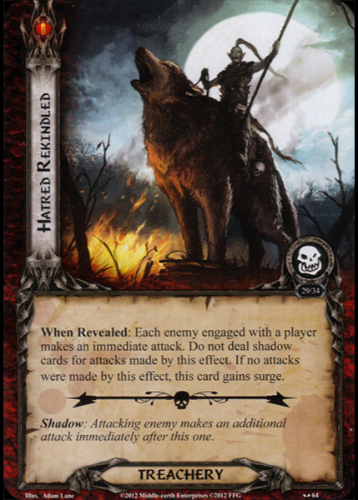 HATRED REKINDLED
29/34
When Revealed: Each enemy engaged with a player
makes an immediate attack. Do not deal shadow
cards for attacks made by this effect. If no attacks
were made by this effect, this card gains surge.
Shadow: Attacking enemy makes an additional
attack immediately after this one.
TREACHERY
Illus. Adam Lane ©2012 Middle-earth Enterprises ©2012 FFG 64